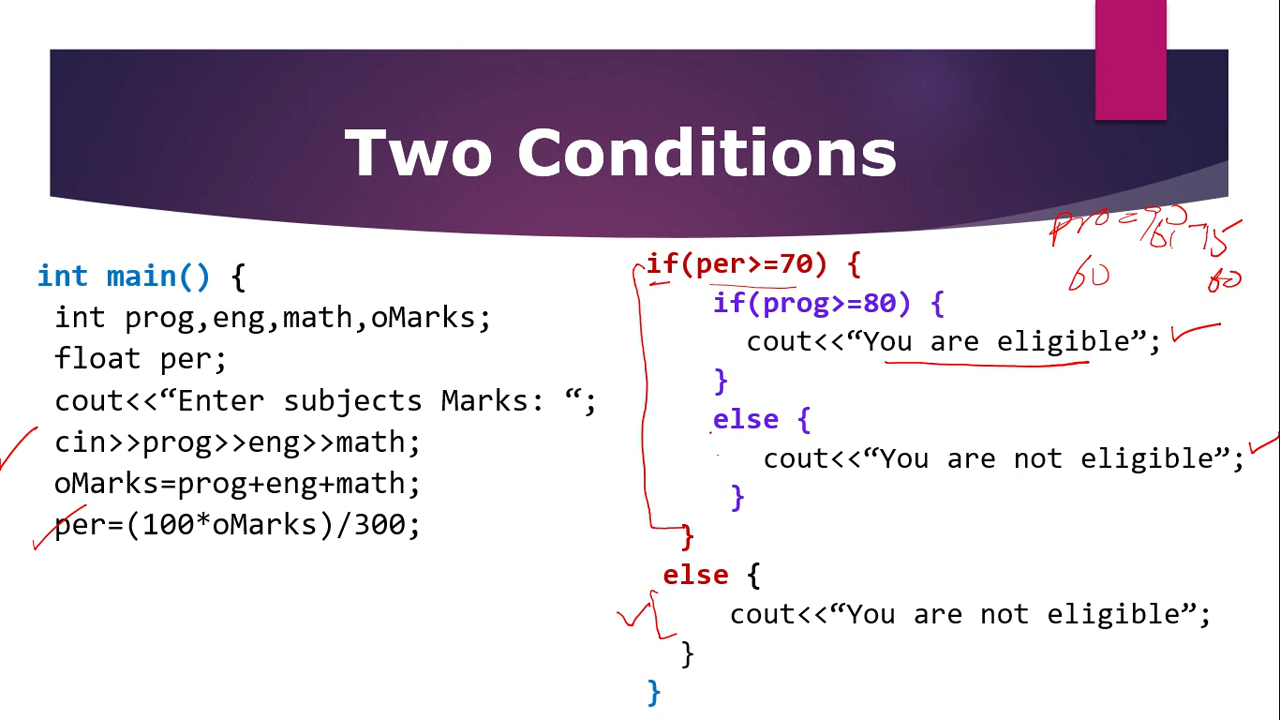 Two Conditions
int main() {
int prog,eng,math,oMarks;
float per;
cout<<“Enter subjects Marks: “;
cin>>prog>>eng>>math;
oMarks=prog+eng+math;
per=(100*oMarks)/300;
if(per>=70) {
if(prog>=80) {
cout<<“You are eligible”;
}
else {
cout<<“You are not eligible”;
}
}
else {
cout<<“You are not eligible”;
}
}
pro =
75
60